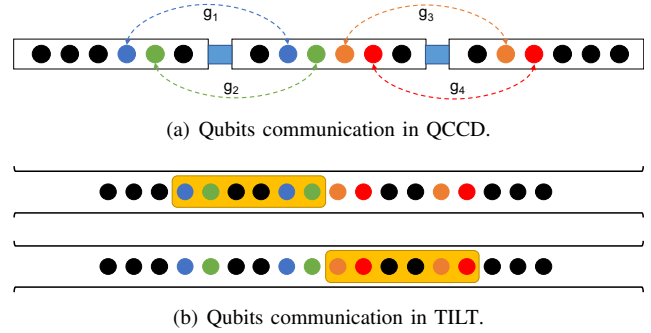 g1
g3
g2
g4
(a) Qubits communication in QCCD.
(b) Qubits communication in TILT.